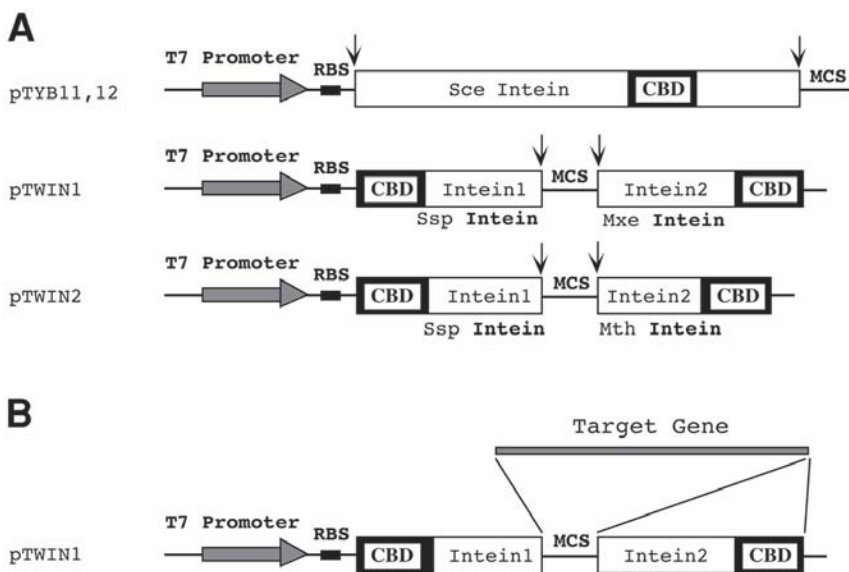 A
T7 Promoter
RBS
MCS
pTYB11,12
Sce Intein
CBD
T7 Promoter
RBS
MCS
pTWIN1
CBD
Intein1
Intein2
CBD
Ssp Intein
Mxe Intein
T7 Promoter
RBS
MCS
pTWIN2
CBD
Intein1
Intein2
CBD
Ssp Intein
Mth Intein
B
Target Gene
T7 Promoter
RBS
MCS
pTWIN1
CBD
Intein1
Intein2
CBD